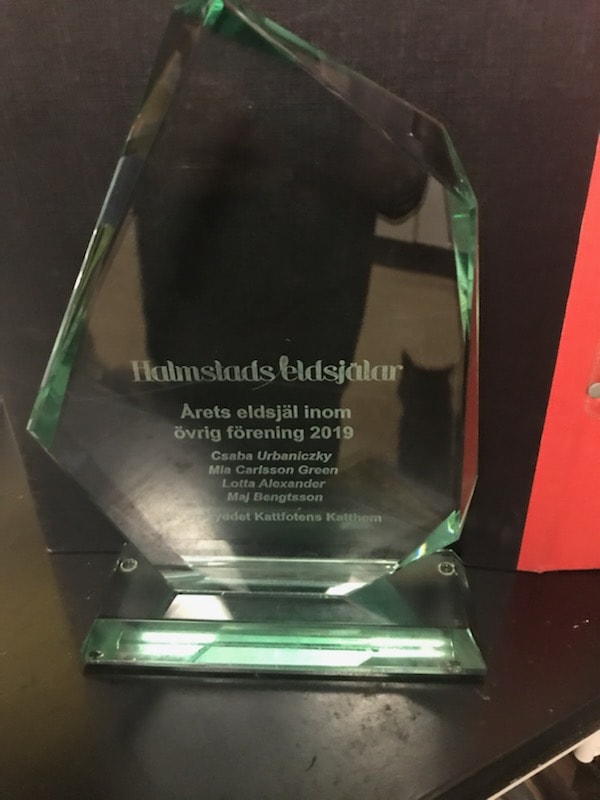 Halmstads eldsjälar
Årets eldsjäl inom
övrig förening 2019
Csaba Urbaniczky
Mia Carlsson Green
Lotta Alexander
Maj Bengtsson
Kattfotens Katthem